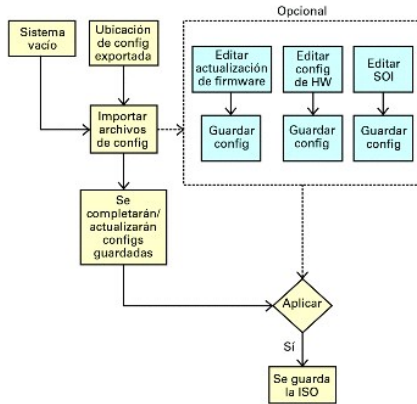 Opcional
Sistema
vacío
Ubicación
de config
exportada
Editar
actualización
de firmware
Editar
config
de HW
Editar
SOI
Importar
archivos
de config
Guardar
config
Guardar
config
Guardar
config
Se
completarán/
actualizarán
configs
guardadas
Aplicar
Sí
Se guarda
la ISO